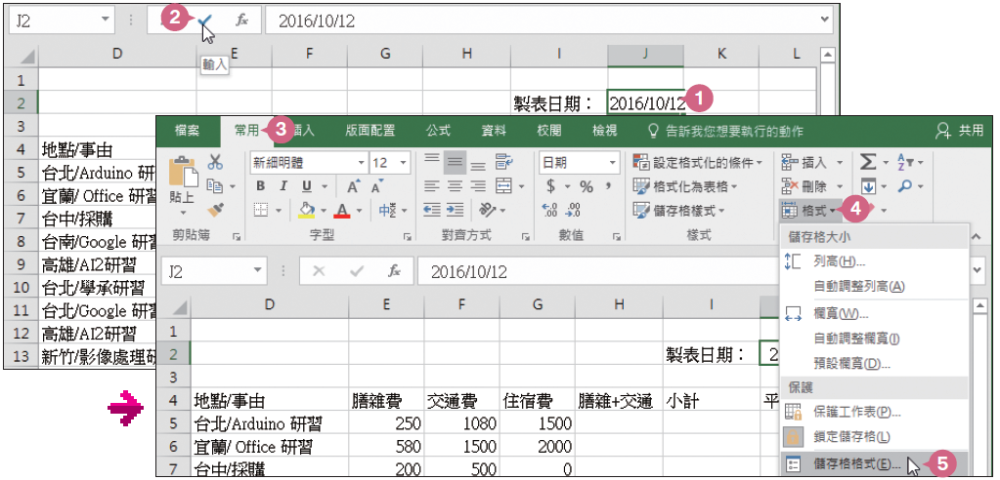 J2 2 fx 2016/10/12
D E F G H I J K L
輸入
1
2 製表日期： 2016/10/12 1
3
4 地點/事由
5 台北/Arduino 研
6 宜蘭/ Office 研習
7 台中/採購
8 台南/Google 研習
9 高雄/AI2研習
10 台北/學承研習
11 台北/Google 研習
12 高雄/AI2研習
13 新竹/影像處理研
檔案 常用 3 插入 版面配置 公式 資料 校閱 檢視 告訴我您想要執行的動作 共用
貼上
剪貼簿
新細明體 12
B I U A A
A 中
字型
對齊方式
日期
$ % ,
.0 .00 .00 .0
數值
設定格式化的條件
格式化為表格
儲存格樣式
樣式
插入
刪除
格式 4
Σ A Z
儲存格大小
列高(H)...
自動調整列高(A)
欄寬(W)...
自動調整欄寬(I)
預設欄寬(D)...
保護
保護工作表(P)...
鎖定儲存格(L)
儲存格格式(E)... 5
J2 fx 2016/10/12
D E F G H I
1
2 製表日期： 2
3
4 地點/事由 膳雜費 交通費 住宿費 膳雜+交通 小計 平
5 台北/Arduino 研習 250 1080 1500
6 宜蘭/ Office 研習 580 1500 2000
7 台中/採購 200 500 0